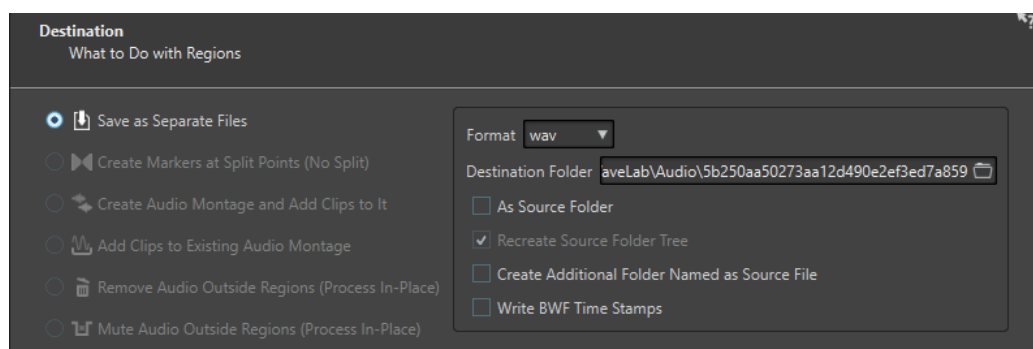 Destination
What to Do with Regions
Save as Separate Files
Create Markers at Split Points (No Split)
Create Audio Montage and Add Clips to It
Add Clips to Existing Audio Montage
Remove Audio Outside Regions (Process In-Place)
Mute Audio Outside Regions (Process In-Place)
Format wav
Destination Folder aveLab\Audio\5b250aa50273aa12d490e2ef3ed7a859
As Source Folder
Recreate Source Folder Tree
Create Additional Folder Named as Source File
Write BWF Time Stamps